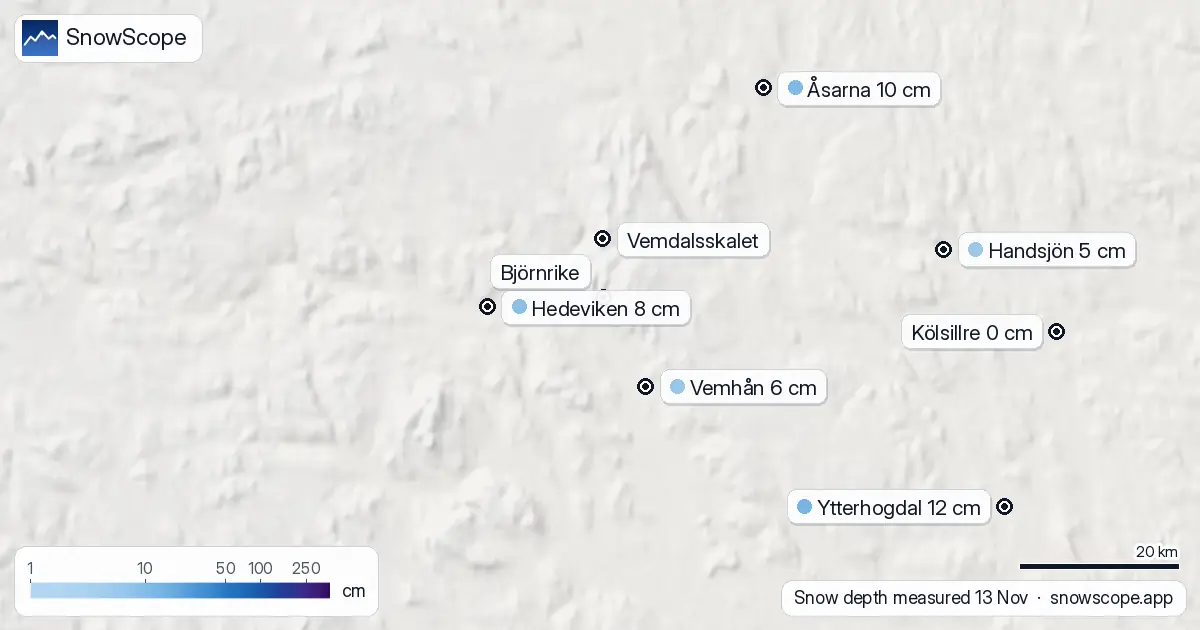 SnowScope
Åsarna 10 cm
Vemdalsskalet
Handsjön 5 cm
Björnrike
Hedeviken 8 cm
Kölsillre 0 cm
Vemhån 6 cm
Ytterhogdal 12 cm
20 km
1 10 50 100 250
cm
Snow depth measured 13 Nov · snowscope.app